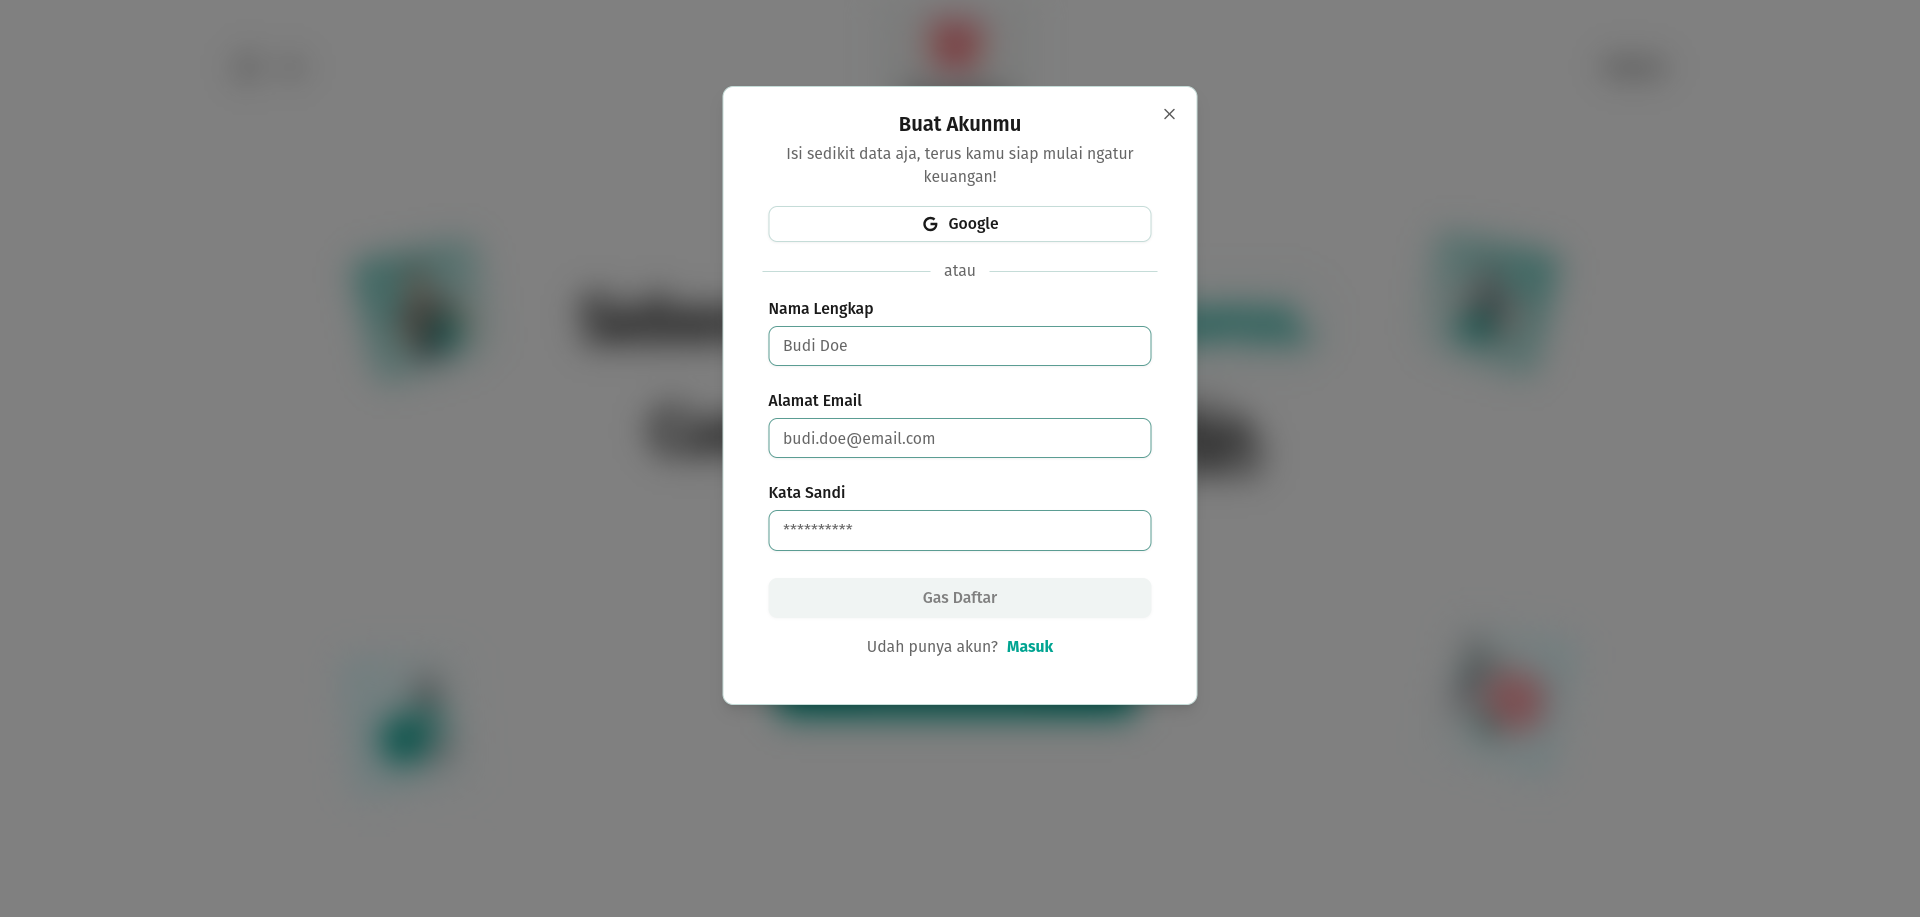 Buat Akunmu
Isi sedikit data aja, terus kamu siap mulai ngatur
keuangan!
Google
atau
Nama Lengkap
Budi Doe
Alamat Email
budi.doe@email.com
Kata Sandi
**********
Gas Daftar
Udah punya akun? Masuk